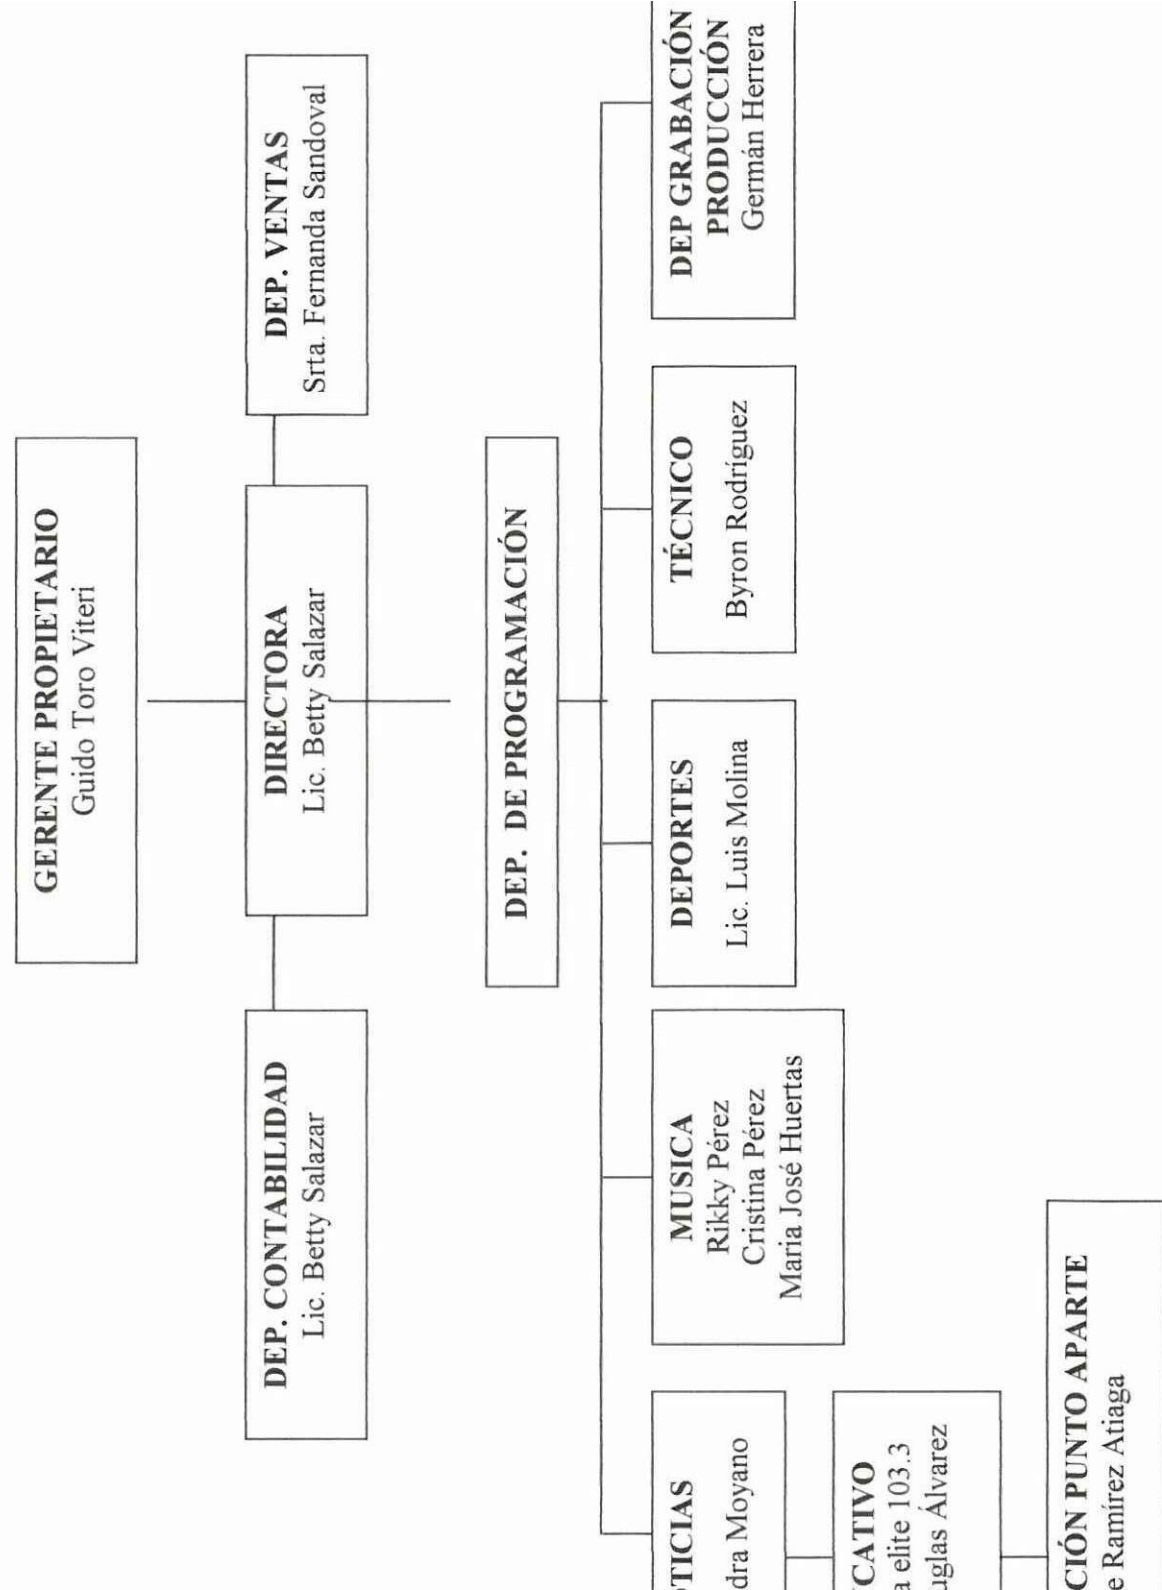 GERENTE PROPIETARIO
Guido Toro Viteri
DEP. CONTABILIDAD
Lic. Betty Salazar
DIRECTORA
Lic. Betty Salazar
DEP. VENTAS
Srta. Fernanda Sandoval
DEP. DE PROGRAMACIÓN
OTICIAS
dra Moyano
MUSICA
Rikky Pérez
Cristina Pérez
Maria José Huertas
DEPORTES
Lic. Luis Molina
TÉCNICO
Byron Rodríguez
DEP GRABACIÓN
PRODUCCIÓN
Germán Herrera
CATIVO
a elite 103.3
uglas Álvarez
CIÓN PUNTO APARTE
e Ramírez Atiaga